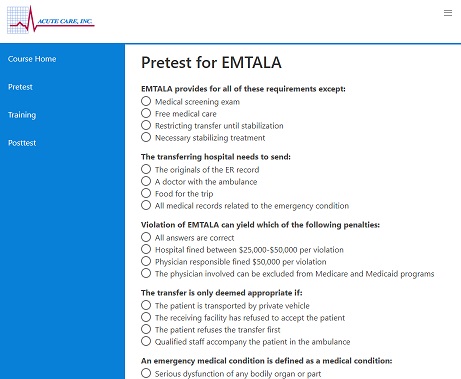 ACUTE CARE, INC.
Course Home
Pretest
Training
Posttest
Pretest for EMTALA
EMTALA provides for all of these requirements except:
Medical screening exam
Free medical care
Restricting transfer until stabilization
Necessary stabilizing treatment
The transferring hospital needs to send:
The originals of the ER record
A doctor with the ambulance
Food for the trip
All medical records related to the emergency condition
Violation of EMTALA can yield which of the following penalties:
All answers are correct
Hospital fined between $25,000-$50,000 per violation
Physician responsible fined $50,000 per violation
The physician involved can be excluded from Medicare and Medicaid programs
The transfer is only deemed appropriate if:
The patient is transported by private vehicle
The receiving facility has refused to accept the patient
The patient refuses the transfer first
Qualified staff accompany the patient in the ambulance
An emergency medical condition is defined as a medical condition:
Serious dysfunction of any bodily organ or part